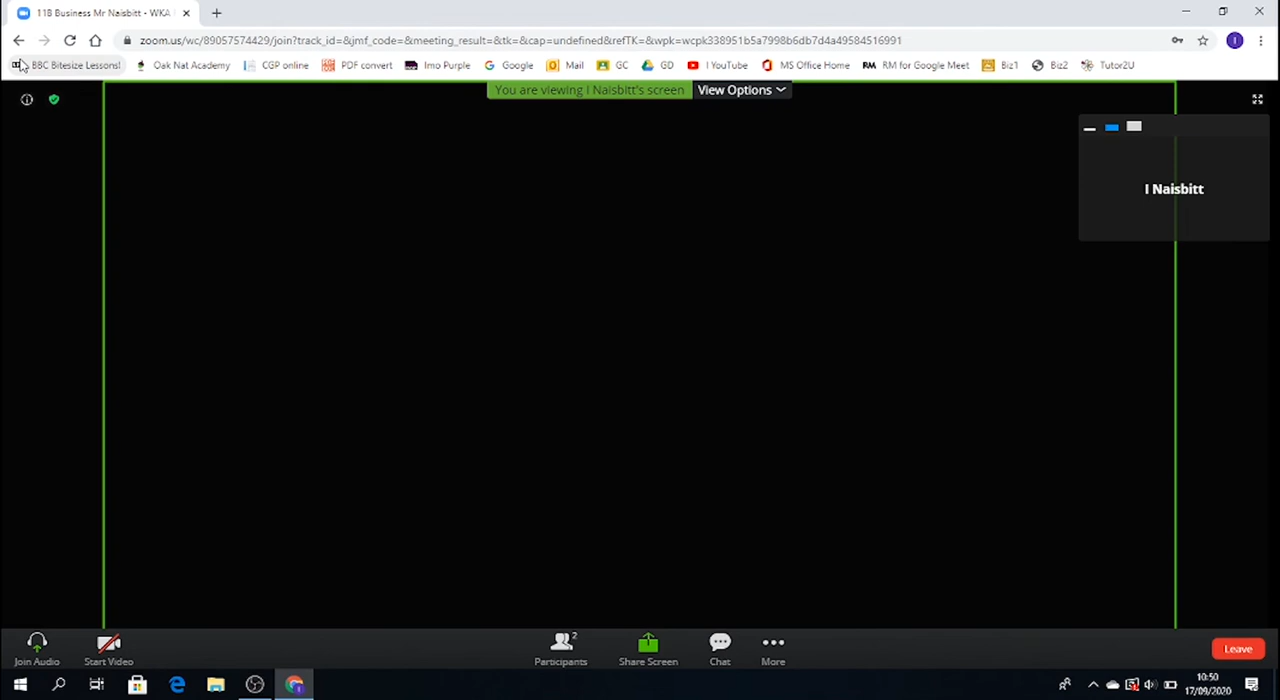 11B Business Mr Naisbitt - WKA
zoom.us/wc/89057574429/join?track_id=&jmf_code=&meeting_result=&tk=&cap=undefined&refTK=&wpk=wcpk338951b5a7998b6db7d4a49584516991
BBC Bitesize Lessons! Oak Nat Academy CGP online PDF convert Imo Purple Google Mail GC GD I YouTube MS Office Home RM RM for Google Meet Biz1 Biz2 Tutor2U
You are viewing I Naisbitt's screen View Options
I Naisbitt
2
Join Audio Start Video Participants Share Screen Chat More Leave
10:50
17/09/2020